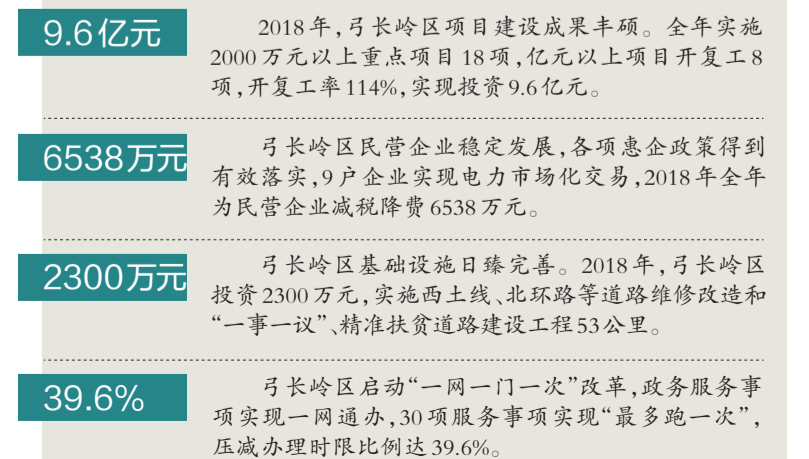 9.6亿元
2018年,弓长岭区项目建设成果丰硕。全年实施
2000万元以上重点项目18项,亿元以上项目开复工8
项,开复工率114%,实现投资9.6亿元。
6538万元
弓长岭区民营企业稳定发展,各项惠企政策得到
有效落实,9户企业实现电力市场化交易,2018年全年
为民营企业减税降费6538万元。
2300万元
弓长岭区基础设施日臻完善。2018年,弓长岭区
投资2300万元,实施西土线、北环路等道路维修改造和
“一事一议”、精准扶贫道路建设工程53公里。
39.6%
弓长岭区启动“一网一门一次”改革,政务服务事
项实现一网通办,30项服务事项实现“最多跑一次”,
压减办理时限比例达39.6%。